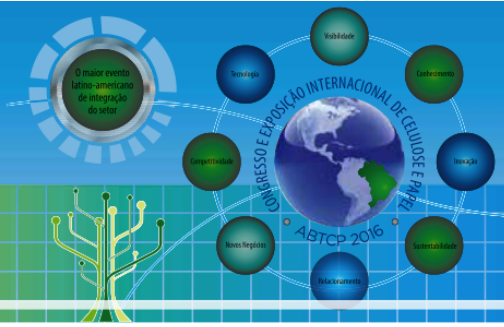 O maior evento
latino-americano
de integração
do setor
Visibilidade
Tecnologia
Conhecimento
CONGRESSO E EXPOSIÇÃO INTERNACIONAL DE CELULOSE E PAPEL
Competitividade
Inovação
ABTCP 2016
Novos Negócios
Sustentabilidade
Relacionamento